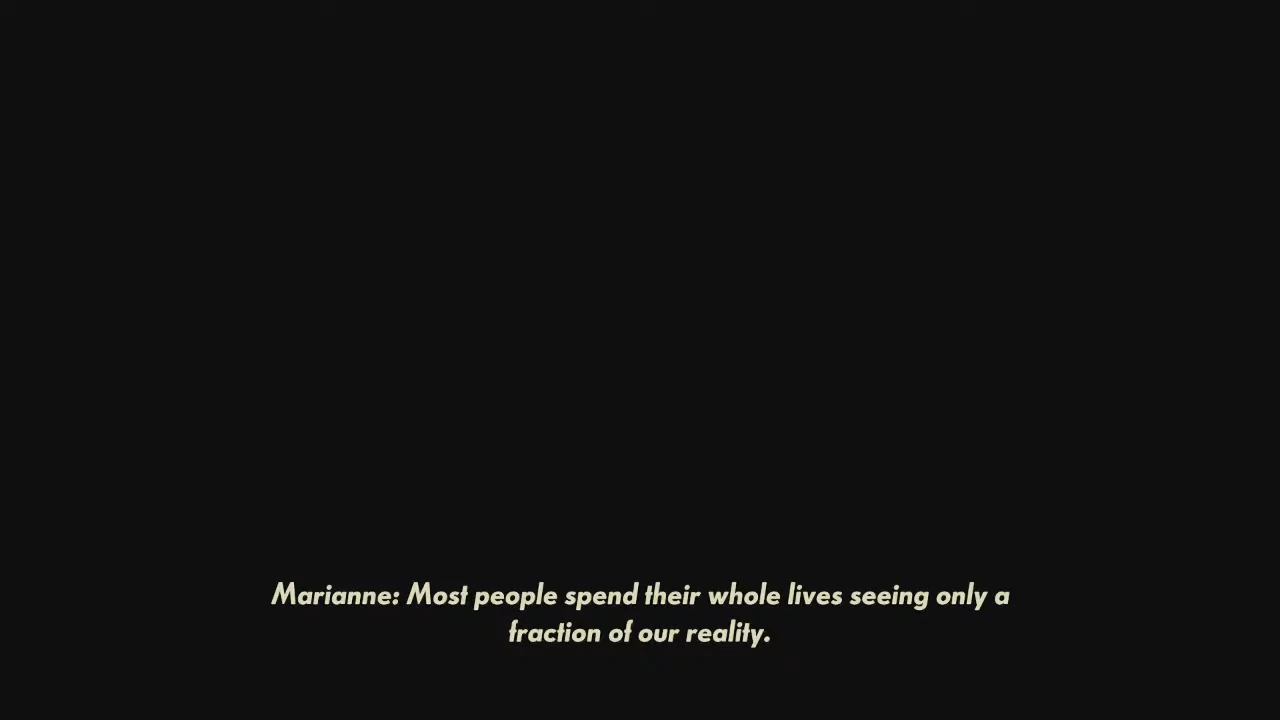 Marianne: Most people spend their whole lives seeing only a
fraction of our reality.